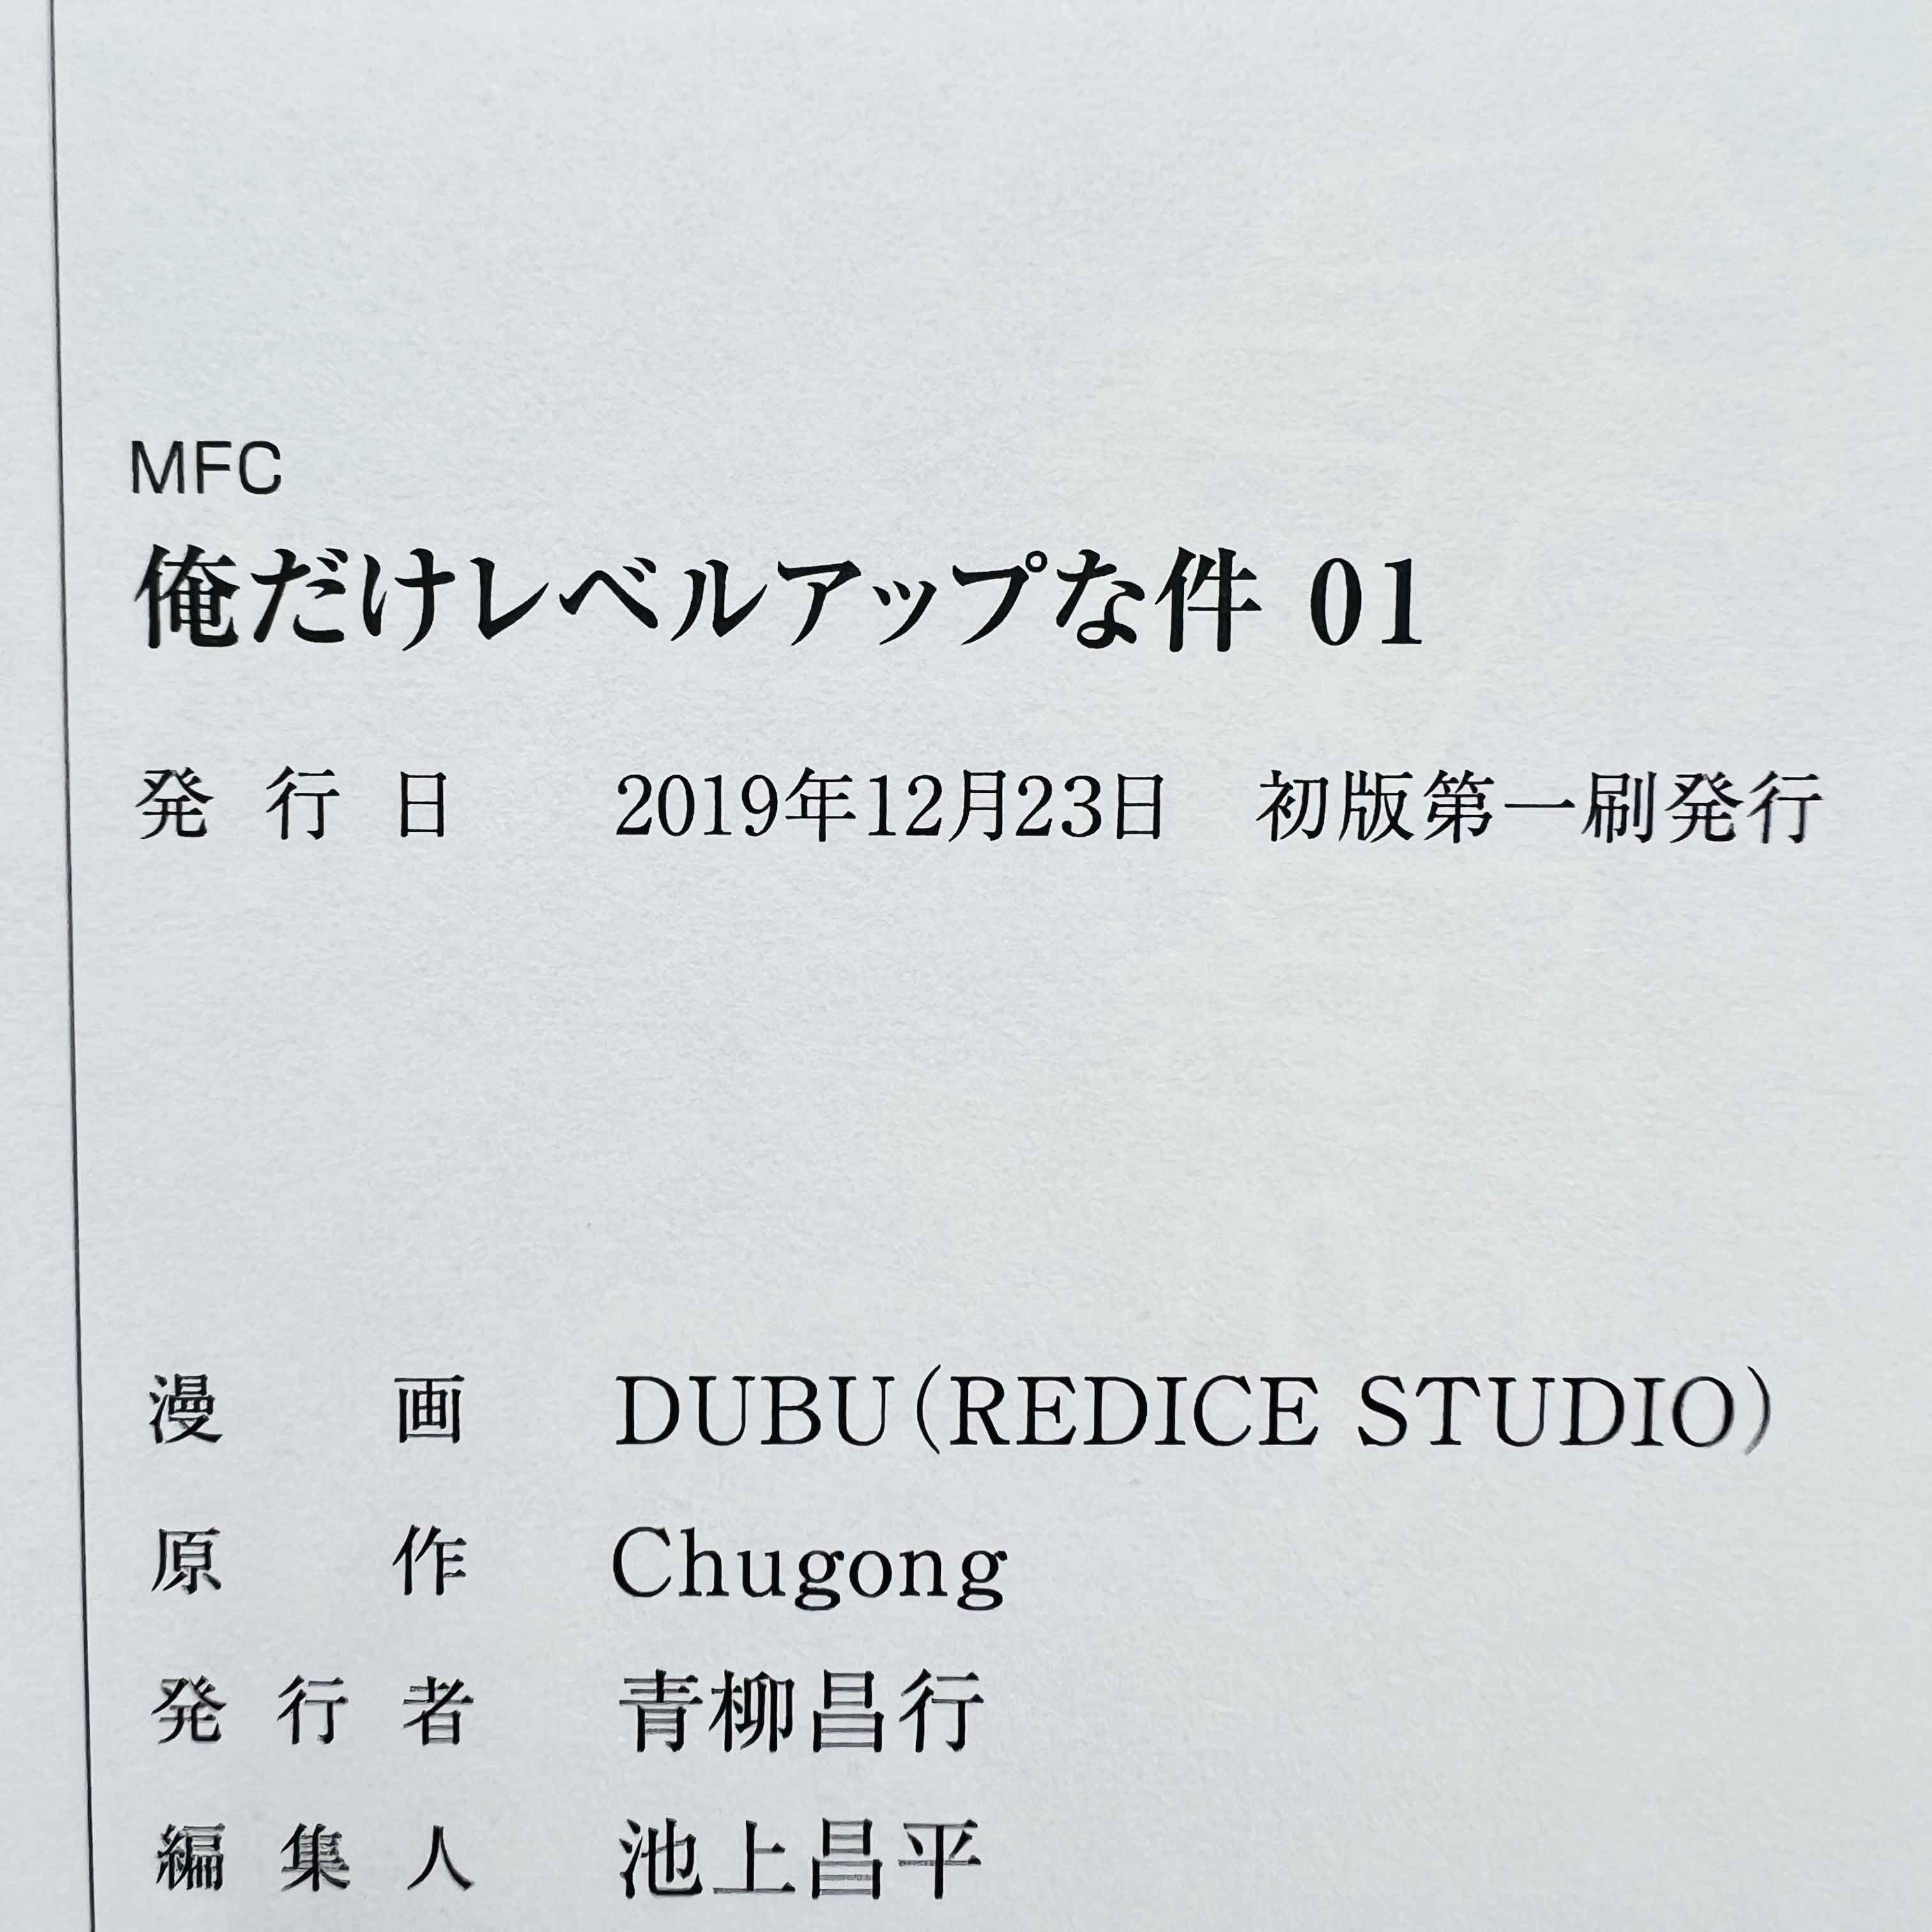 MFC
俺だけレベルアップな件 01
発行日 2019年12月23日 初版第一刷発行
漫画 DUBU(REDICE STUDIO)
原作 Chugong
発行者 青柳昌行
編集人 池上昌平